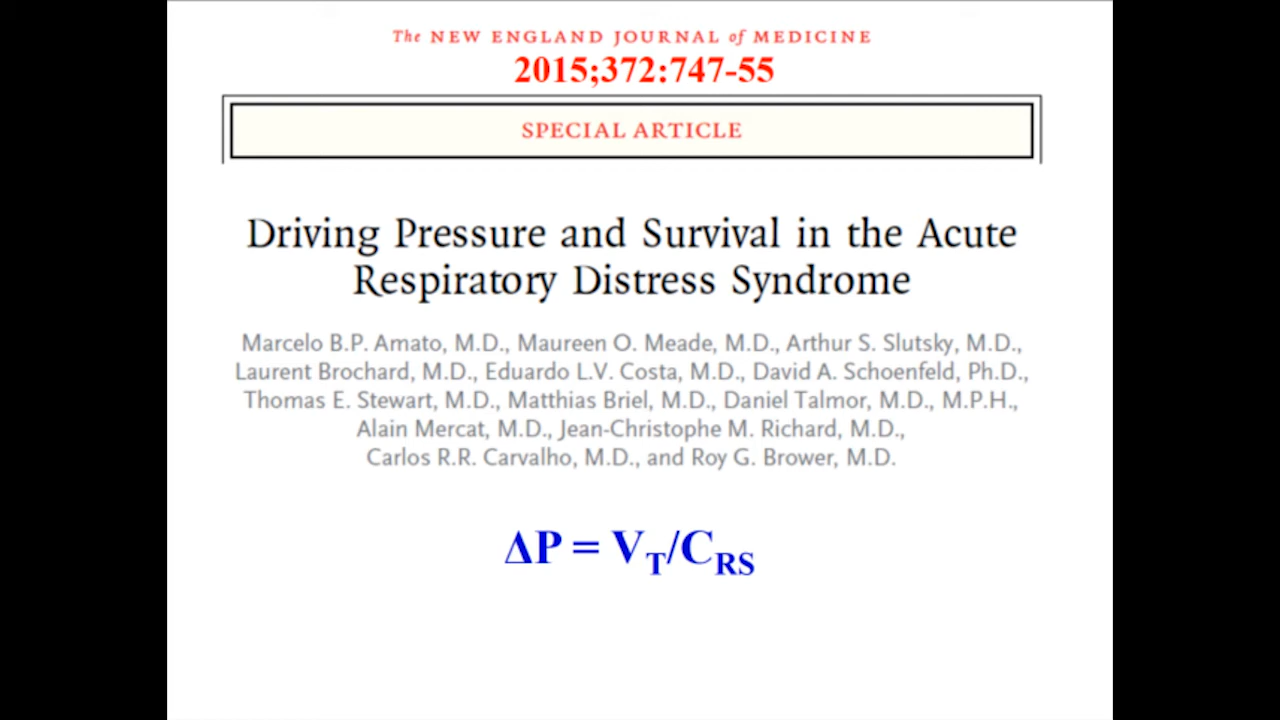 The NEW ENGLAND JOURNAL of MEDICINE
2015;372:747-55
SPECIAL ARTICLE
Driving Pressure and Survival in the Acute
Respiratory Distress Syndrome
Marcelo B.P. Amato, M.D., Maureen O. Meade, M.D., Arthur S. Slutsky, M.D.,
Laurent Brochard, M.D., Eduardo L.V. Costa, M.D., David A. Schoenfeld, Ph.D.,
Thomas E. Stewart, M.D., Matthias Briel, M.D., Daniel Talmor, M.D., M.P.H.,
Alain Mercat, M.D., Jean-Christophe M. Richard, M.D.,
Carlos R.R. Carvalho, M.D., and Roy G. Brower, M.D.
ΔP = V_T/C_RS